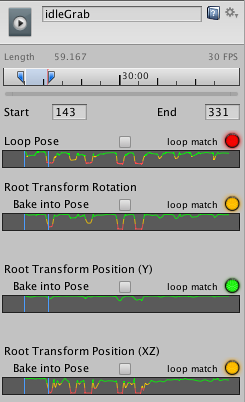 idleGrab
Length 59.167 30 FPS
30:00
Start 143 End 331
Loop Pose loop match
Root Transform Rotation
Bake into Pose loop match
Root Transform Position (Y)
Bake into Pose loop match
Root Transform Position (XZ)
Bake into Pose loop match